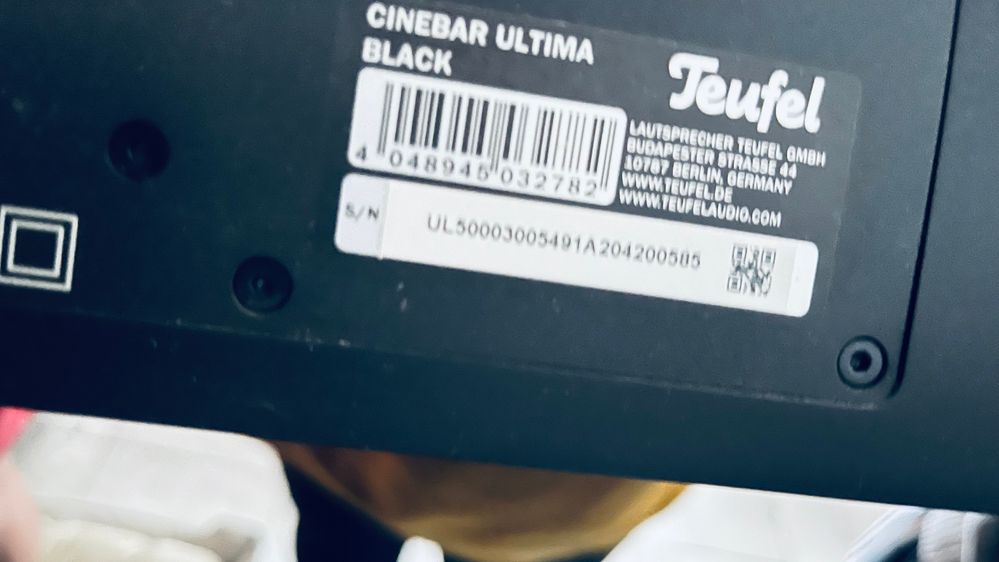 CINEBAR ULTIMA
BLACK
Teufel
4 048945 032782
LAUTSPRECHER TEUFEL GMBH
BUDAPESTER STRASSE 44
10787 BERLIN, GERMANY
WWW.TEUFEL.DE
WWW.TEUFELAUDIO.COM
S/N
UL50003005491A204200585